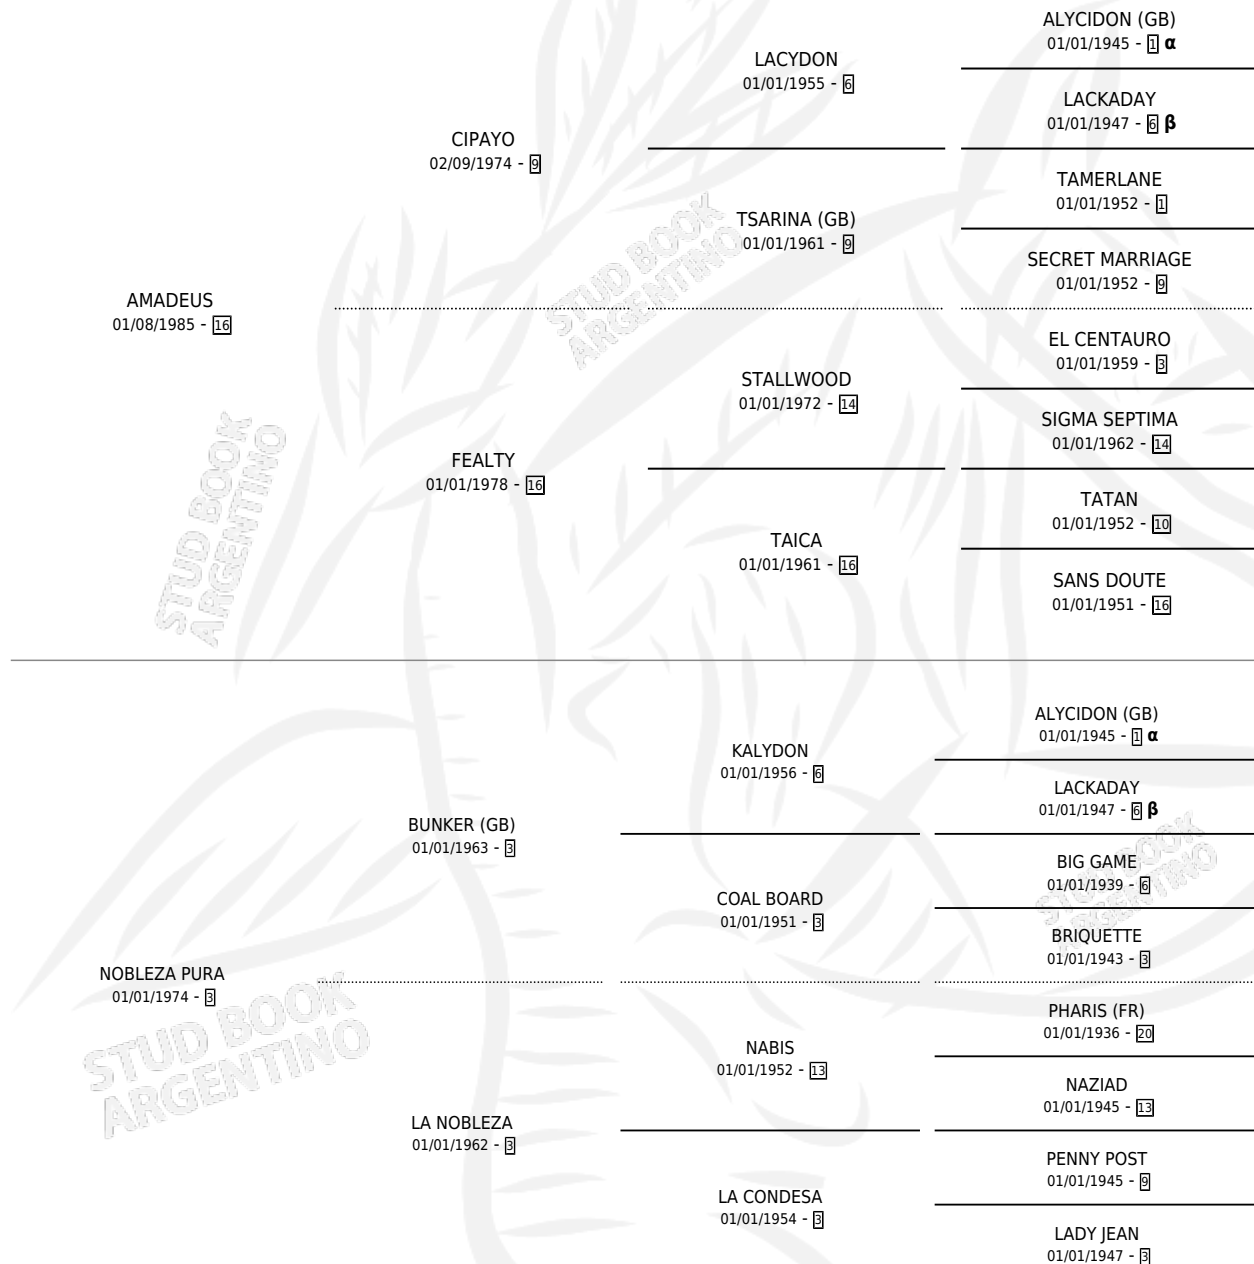 ALYCIDON (GB)
01/01/1945 - 1 α
LACYDON
01/01/1955 - 6
LACKADAY
01/01/1947 - 6 β
CIPAYO
02/09/1974 - 9
TAMERLANE
01/01/1952 - 1
TSARINA (GB)
01/01/1961 - 9
SECRET MARRIAGE
01/01/1952 - 9
AMADEUS
01/08/1985 - 16
EL CENTAURO
01/01/1959 - 3
STALLWOOD
01/01/1972 - 14
SIGMA SEPTIMA
01/01/1962 - 14
FEALTY
01/01/1978 - 16
TATAN
01/01/1952 - 10
TAICA
01/01/1961 - 16
SANS DOUTE
01/01/1951 - 16
ALYCIDON (GB)
01/01/1945 - 1 α
KALYDON
01/01/1956 - 6
LACKADAY
01/01/1947 - 6 β
BUNKER (GB)
01/01/1963 - 3
BIG GAME
01/01/1939 - 6
COAL BOARD
01/01/1951 - 3
BRIQUETTE
01/01/1943 - 3
NOBLEZA PURA
01/01/1974 - 3
PHARIS (FR)
01/01/1936 - 20
NABIS
01/01/1952 - 13
NAZIAD
01/01/1945 - 13
LA NOBLEZA
01/01/1962 - 3
PENNY POST
01/01/1945 - 9
LA CONDESA
01/01/1954 - 3
LADY JEAN
01/01/1947 - 3
STUD BOOK
ARGENTINO
STUD BOOK
ARGENTINO
STUD BOOK
ARGENTINO
STUD BOOK
ARGENTINO